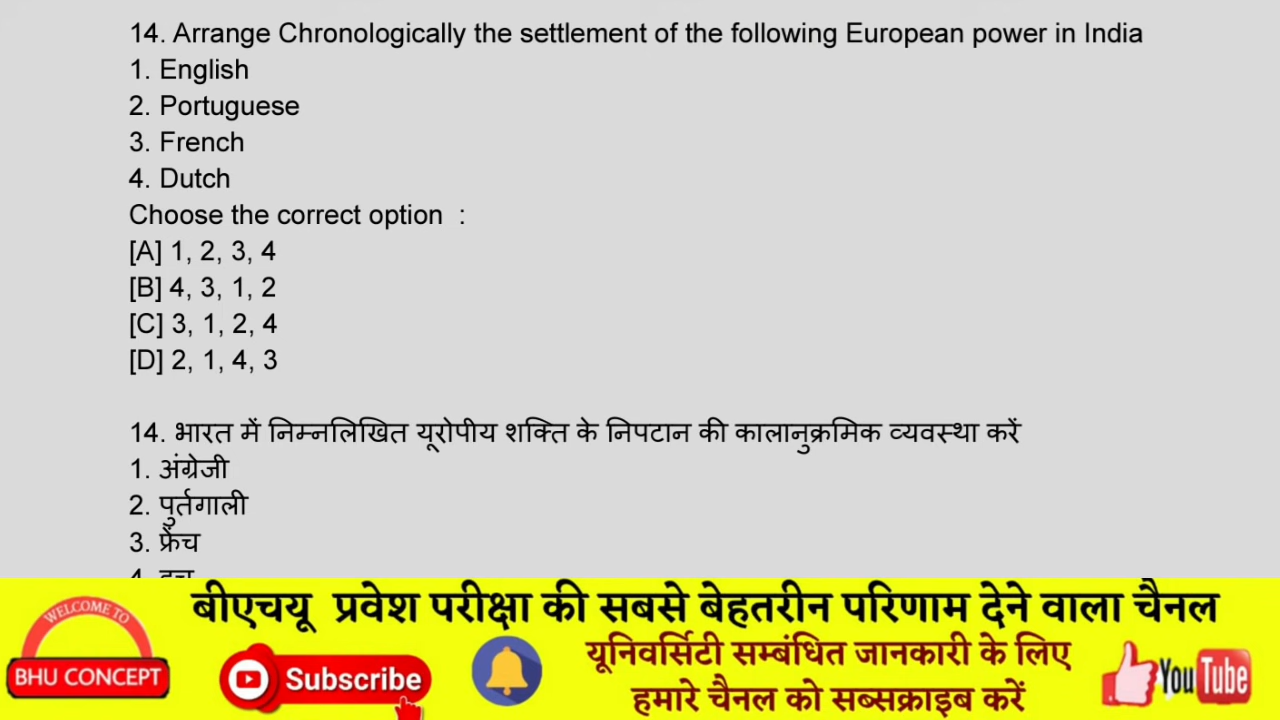 14. Arrange Chronologically the settlement of the following European power in India
1. English
2. Portuguese
3. French
4. Dutch
Choose the correct option :
[A] 1, 2, 3, 4
[B] 4, 3, 1, 2
[C] 3, 1, 2, 4
[D] 2, 1, 4, 3
14. भारत में निम्नलिखित यूरोपीय शक्ति के निपटान की कालानुक्रमिक व्यवस्था करें
1. अंग्रेजी
2. पुर्तगाली
3. फ्रेंच
बीएचयू प्रवेश परीक्षा की सबसे बेहतरीन परिणाम देने वाला चैनल
WELCOME TO
BHU CONCEPT
Subscribe
यूनिवर्सिटी सम्बंधित जानकारी के लिए
हमारे चैनल को सब्सक्राइब करें
YouTube